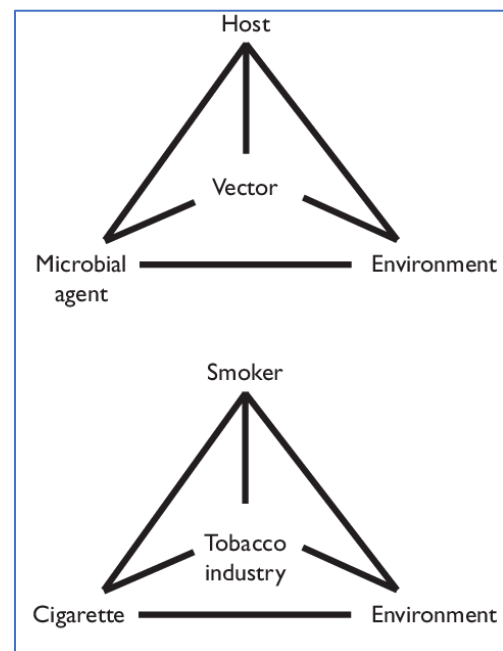 Host
Vector
Microbial
agent
Environment
Smoker
Tobacco
industry
Cigarette
Environment